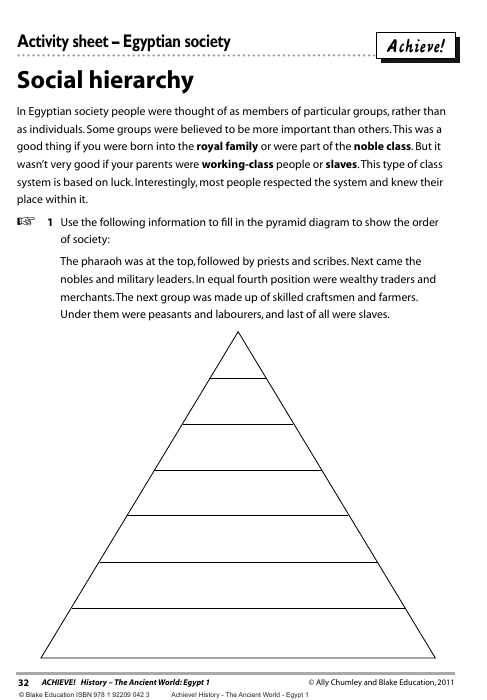 Activity sheet – Egyptian society
Achieve!
Social hierarchy
In Egyptian society people were thought of as members of particular groups, rather than
as individuals. Some groups were believed to be more important than others. This was a
good thing if you were born into the royal family or were part of the noble class. But it
wasn't very good if your parents were working-class people or slaves. This type of class
system is based on luck. Interestingly, most people respected the system and knew their
place within it.
1 Use the following information to fill in the pyramid diagram to show the order
of society:
The pharaoh was at the top, followed by priests and scribes. Next came the
nobles and military leaders. In equal fourth position were wealthy traders and
merchants. The next group was made up of skilled craftsmen and farmers.
Under them were peasants and labourers, and last of all were slaves.
32 ACHIEVE! History – The Ancient World: Egypt 1 © Ally Chumley and Blake Education, 2011
© Blake Education ISBN 978 1 92209 042 3 Achieve! History - The Ancient World - Egypt 1